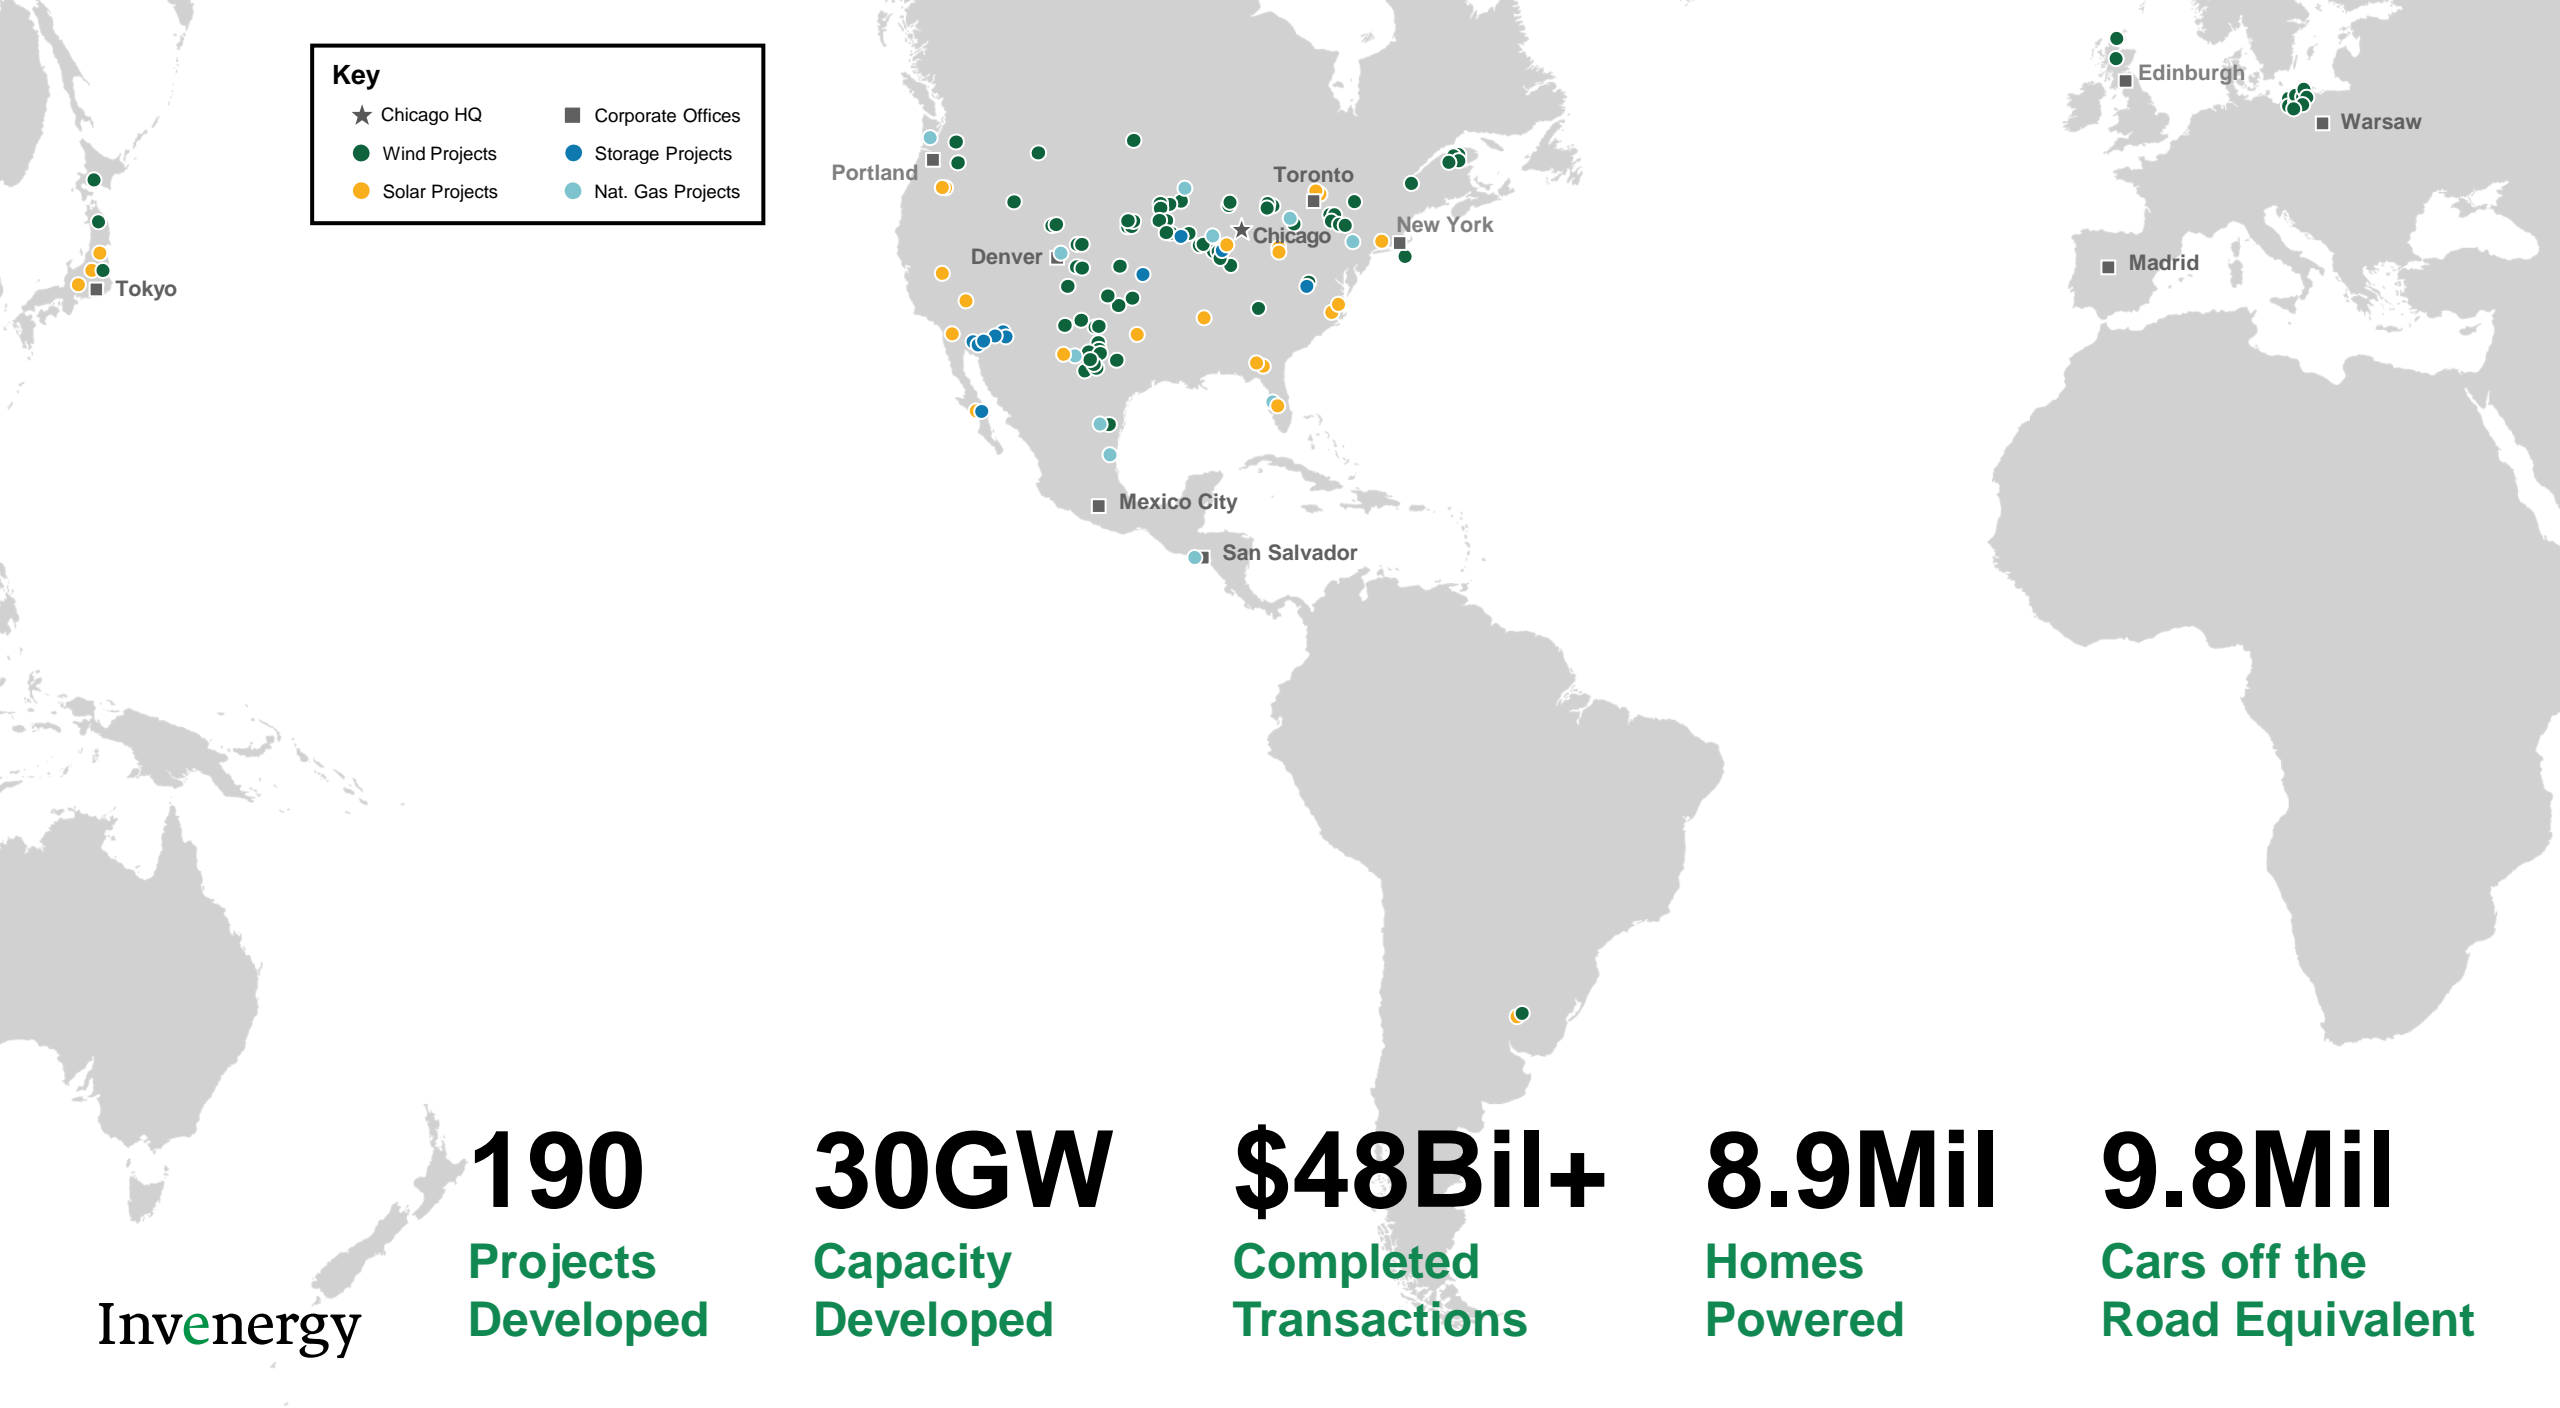 Key
Chicago HQ
Corporate Offices
Wind Projects
Storage Projects
Solar Projects
Nat. Gas Projects
Edinburgh
Warsaw
Portland
Toronto
New York
Chicago
Denver
Madrid
Tokyo
Mexico City
San Salvador
190
Projects
Developed
30GW
Capacity
Developed
$48Bil+
Completed
Transactions
8.9Mil
Homes
Powered
9.8Mil
Cars off the
Road Equivalent
Invenergy